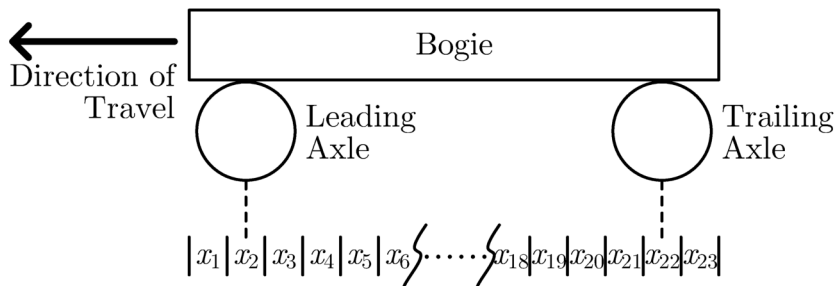 Bogie
Direction of
Travel
Leading
Axle
Trailing
Axle
x₁ x₂ x₃ x₄ x₅ x₆ ······ x₁₈ x₁₉ x₂₀ x₂₁ x₂₂ x₂₃